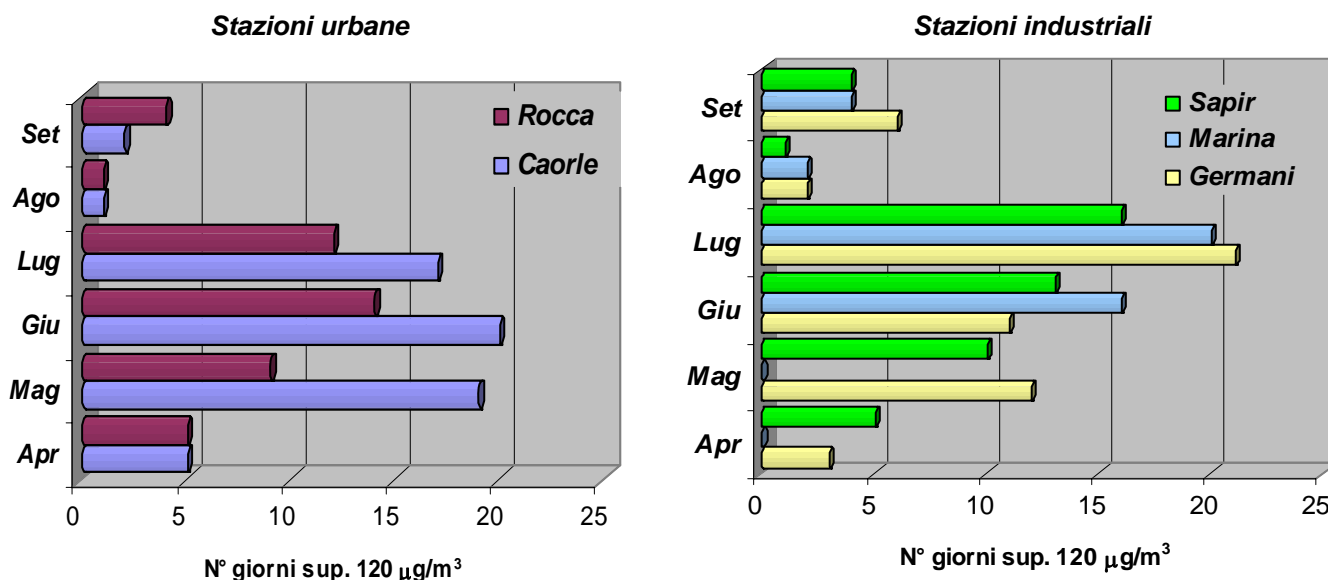 Stazioni urbane
Rocca
Caorle
Set
Ago
Lug
Giu
Mag
Apr
0 5 10 15 20 25
N° giorni sup. 120 μg/m³
Stazioni industriali
Sapir
Marina
Germani
Set
Ago
Lug
Giu
Mag
Apr
0 5 10 15 20 25
N° giorni sup. 120 μg/m³